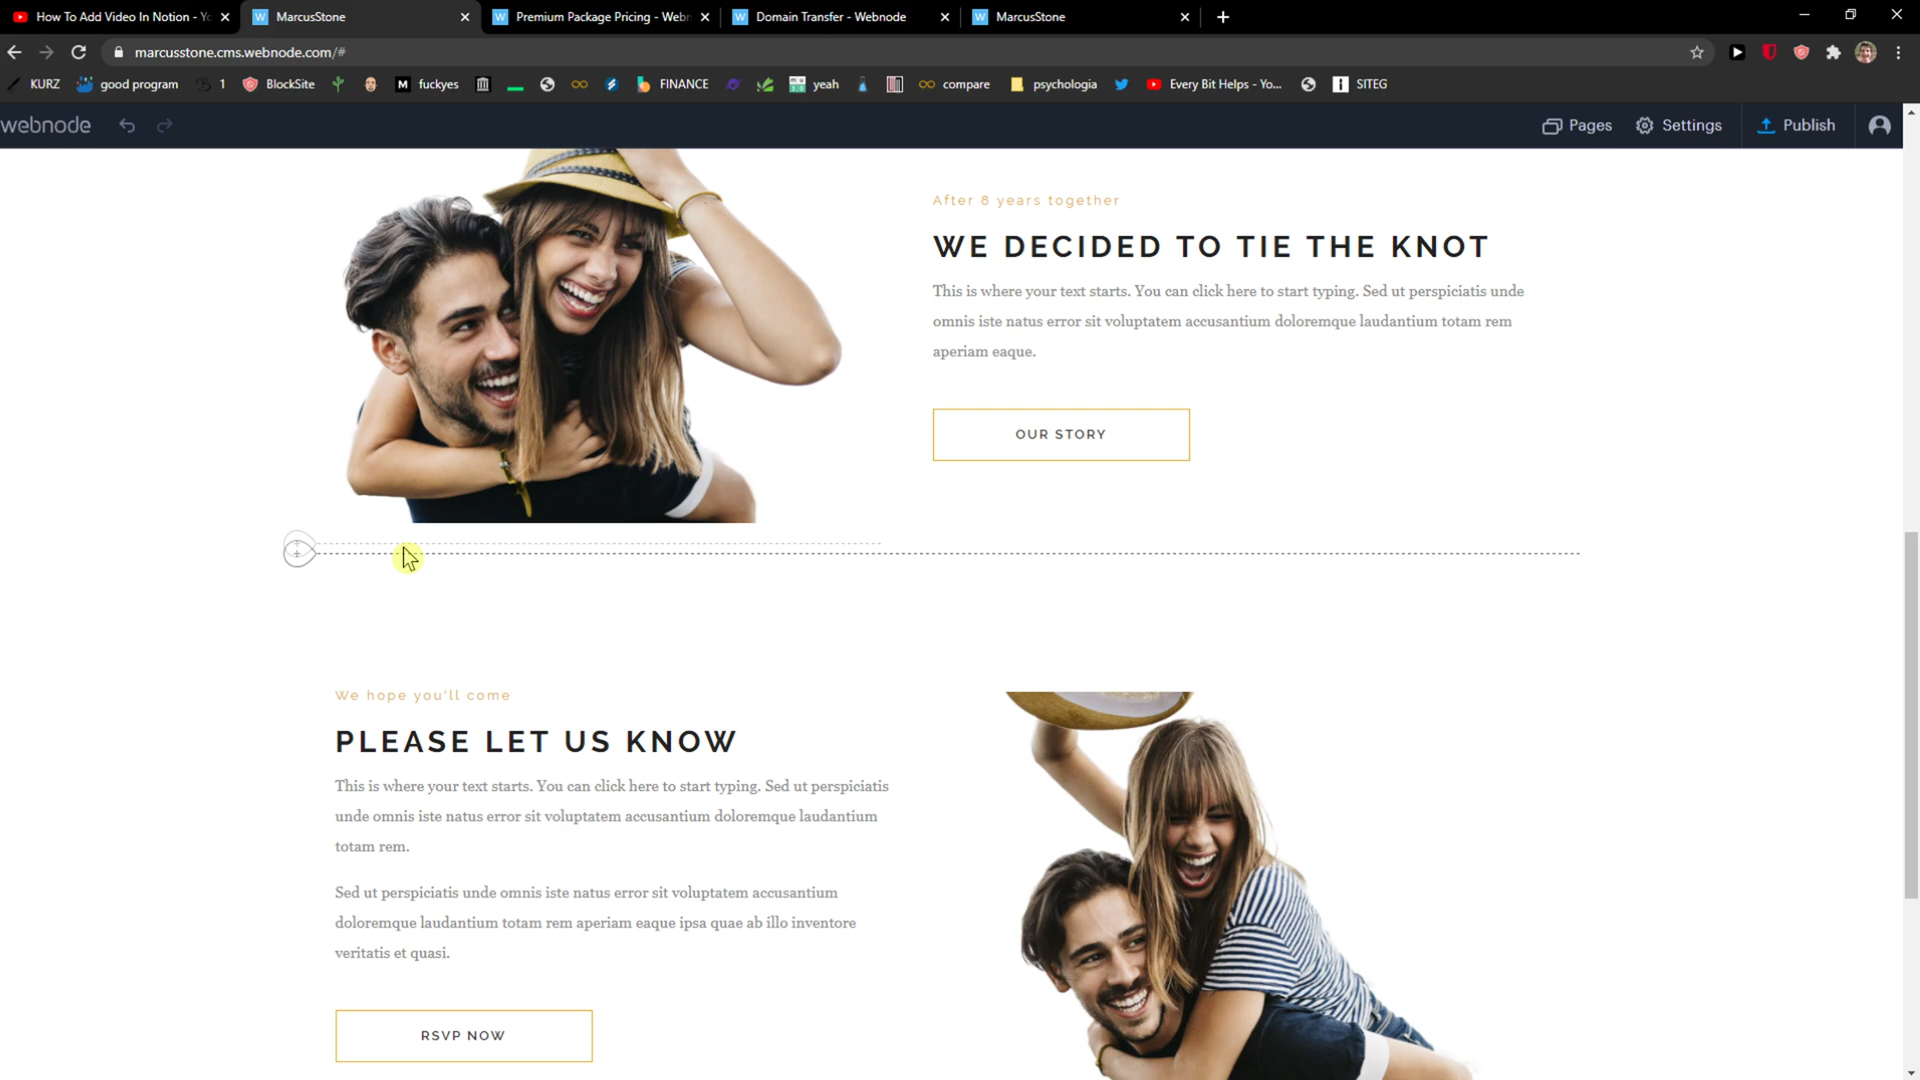 How To Add Video In Notion - Yo
MarcusStone
Premium Package Pricing - Webn
Domain Transfer - Webnode
MarcusStone
marcusstone.cms.webnode.com/#
KURZ
good program
1
BlockSite
M
fuckyes
FINANCE
yeah
compare
psychologia
Every Bit Helps - Yo...
SITEG
webnode
Pages
Settings
Publish
After 8 years together
WE DECIDED TO TIE THE KNOT
This is where your text starts. You can click here to start typing. Sed ut perspiciatis unde
omnis iste natus error sit voluptatem accusantium doloremque laudantium totam rem
aperiam eaque.
OUR STORY
We hope you'll come
PLEASE LET US KNOW
This is where your text starts. You can click here to start typing. Sed ut perspiciatis
unde omnis iste natus error sit voluptatem accusantium doloremque laudantium
totam rem.
Sed ut perspiciatis unde omnis iste natus error sit voluptatem accusantium
doloremque laudantium totam rem aperiam eaque ipsa quae ab illo inventore
veritatis et quasi.
RSVP NOW